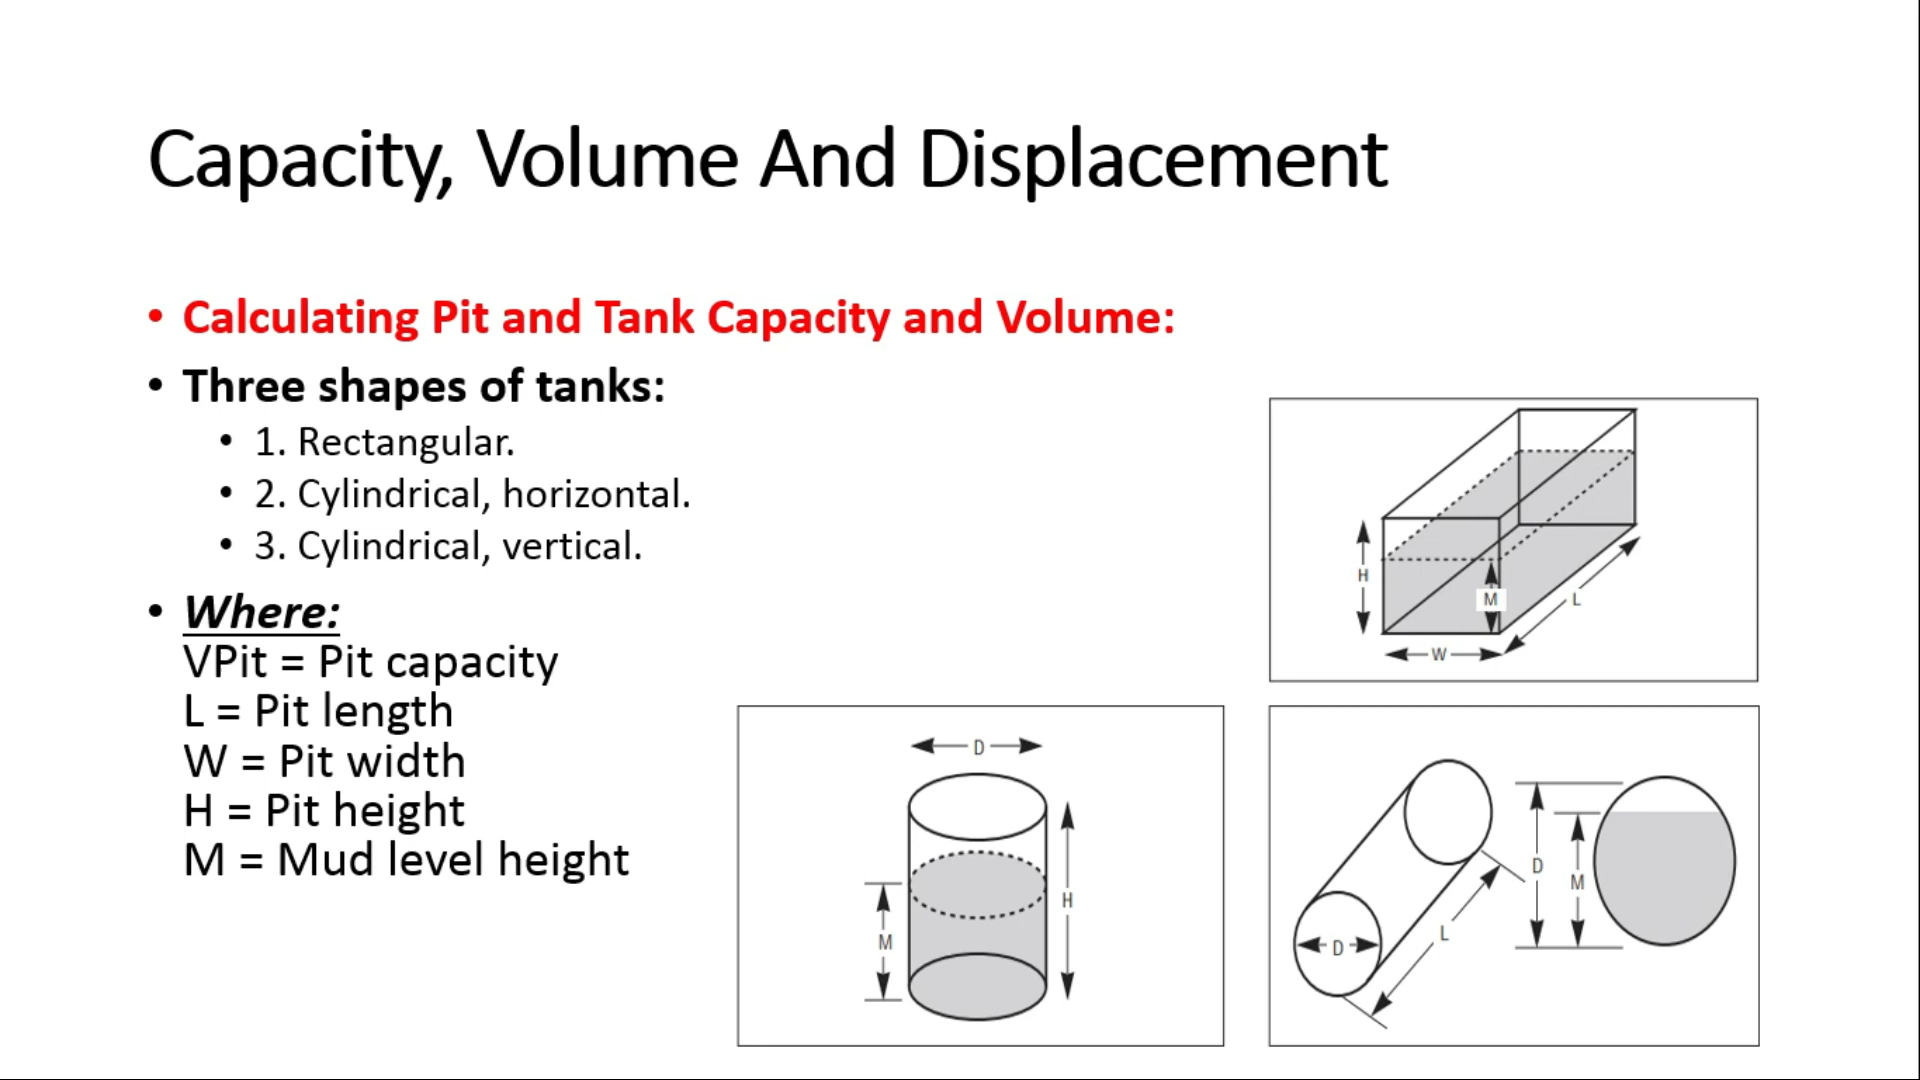 Capacity, Volume And Displacement
• Calculating Pit and Tank Capacity and Volume:
• Three shapes of tanks:
• 1. Rectangular.
• 2. Cylindrical, horizontal.
• 3. Cylindrical, vertical.
• Where:
VPit = Pit capacity
L = Pit length
W = Pit width
H = Pit height
M = Mud level height
H
M
L
W
D
H
M
D
L
D
M